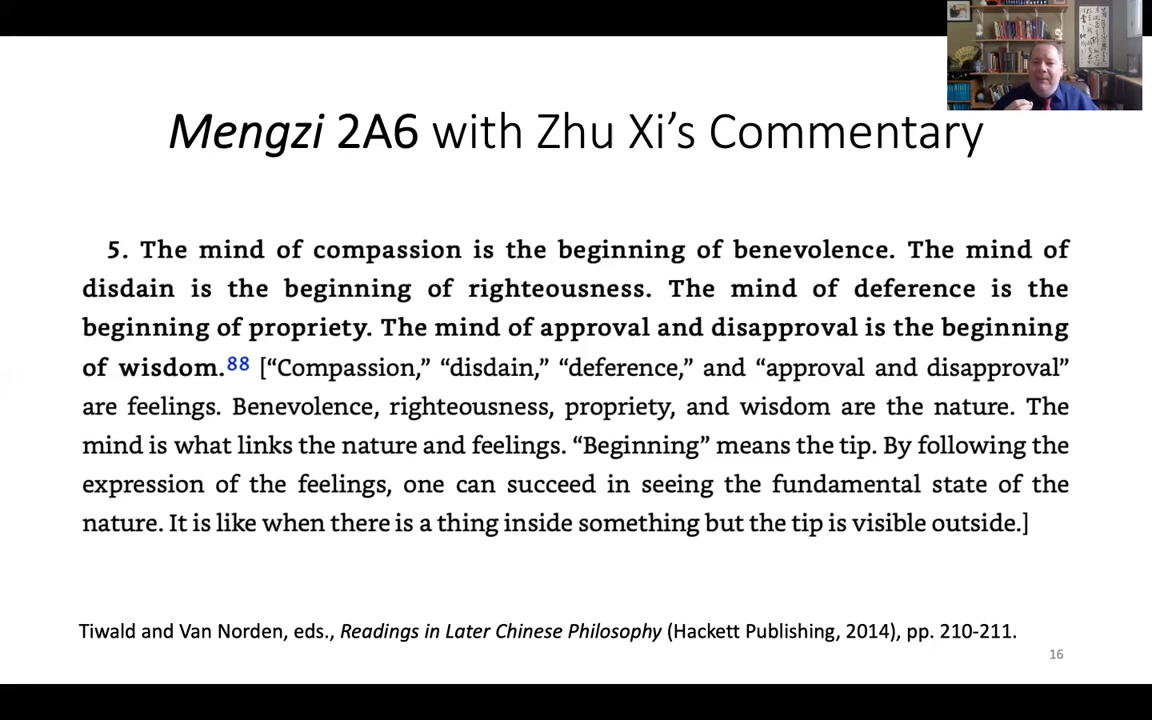 Mengzi 2A6 with Zhu Xi’s Commentary
5. The mind of compassion is the beginning of benevolence. The mind of
disdain is the beginning of righteousness. The mind of deference is the
beginning of propriety. The mind of approval and disapproval is the beginning
of wisdom.88 [“Compassion,” “disdain,” “deference,” and “approval and disapproval”
are feelings. Benevolence, righteousness, propriety, and wisdom are the nature. The
mind is what links the nature and feelings. “Beginning” means the tip. By following the
expression of the feelings, one can succeed in seeing the fundamental state of the
nature. It is like when there is a thing inside something but the tip is visible outside.]
Tiwald and Van Norden, eds., Readings in Later Chinese Philosophy (Hackett Publishing, 2014), pp. 210-211.
16